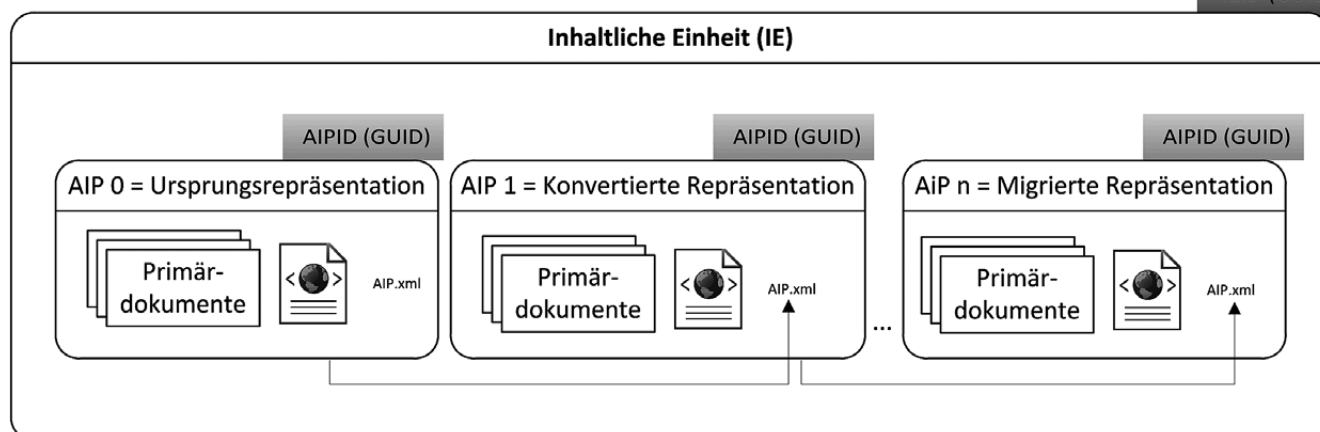 Inhaltliche Einheit (IE)
AIPID (GUID)
AIPID (GUID)
AIPID (GUID)
AIP 0 = Ursprungsrepräsentation
Primär-
dokumente
< >
AIP.xml
AIP 1 = Konvertierte Repräsentation
Primär-
dokumente
< >
AIP.xml
...
AiP n = Migrierte Repräsentation
Primär-
dokumente
< >
AIP.xml